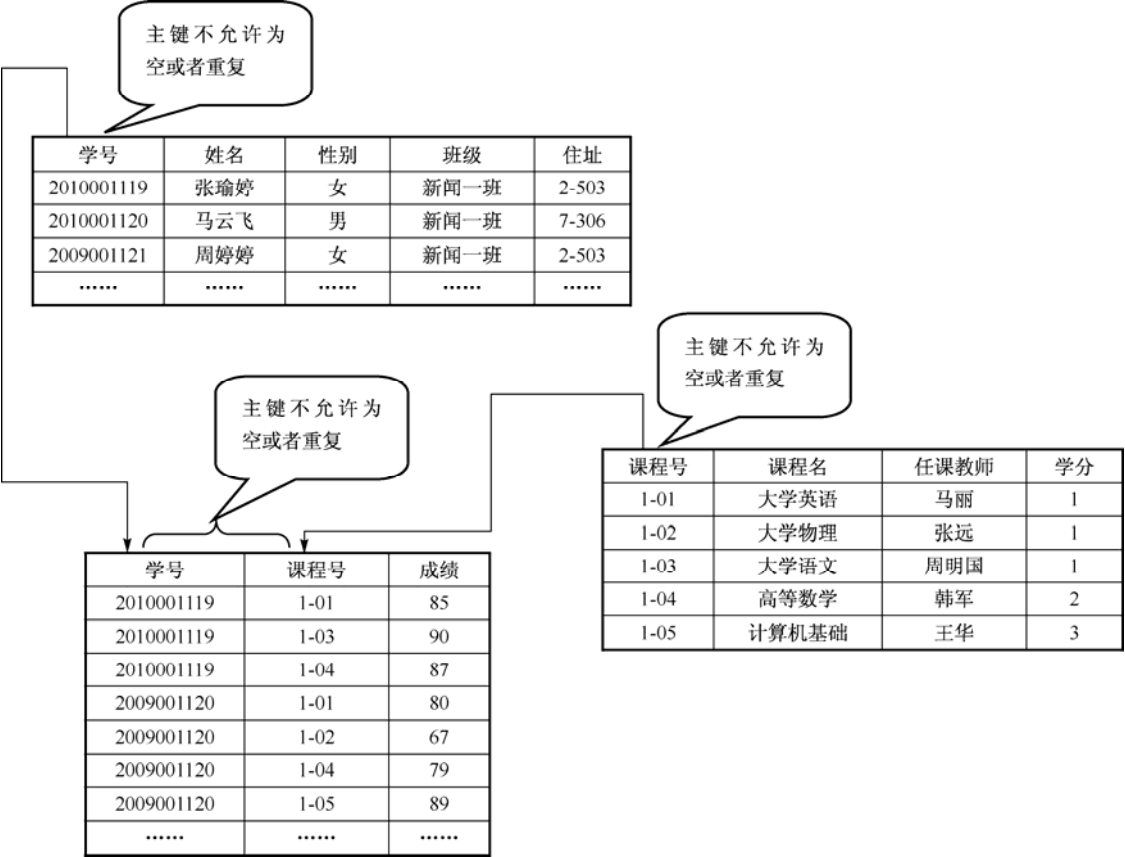 主键不允许为
空或者重复
学号 姓名 性别 班级 住址
2010001119 张瑜婷 女 新闻一班 2-503
2010001120 马云飞 男 新闻一班 7-306
2009001121 周婷婷 女 新闻一班 2-503
…… …… …… …… ……
主键不允许为
空或者重复
课程号 课程名 任课教师 学分
1-01 大学英语 马丽 1
1-02 大学物理 张远 1
1-03 大学语文 周明国 1
1-04 高等数学 韩军 2
1-05 计算机基础 王华 3
主键不允许为
空或者重复
学号 课程号 成绩
2010001119 1-01 85
2010001119 1-03 90
2010001119 1-04 87
2009001120 1-01 80
2009001120 1-02 67
2009001120 1-04 79
2009001120 1-05 89
…… …… ……